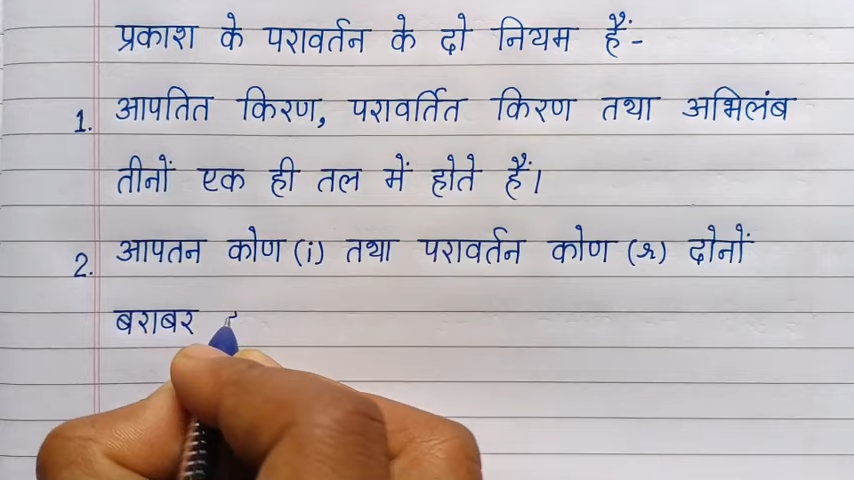 प्रकाश के परावर्तन के दो नियम हैं-
1. आपतित किरण, परावर्तित किरण तथा अभिलंब
तीनों एक ही तल में होते हैं।
2. आपतन कोण (i) तथा परावर्तन कोण (r) दोनों
बराबर